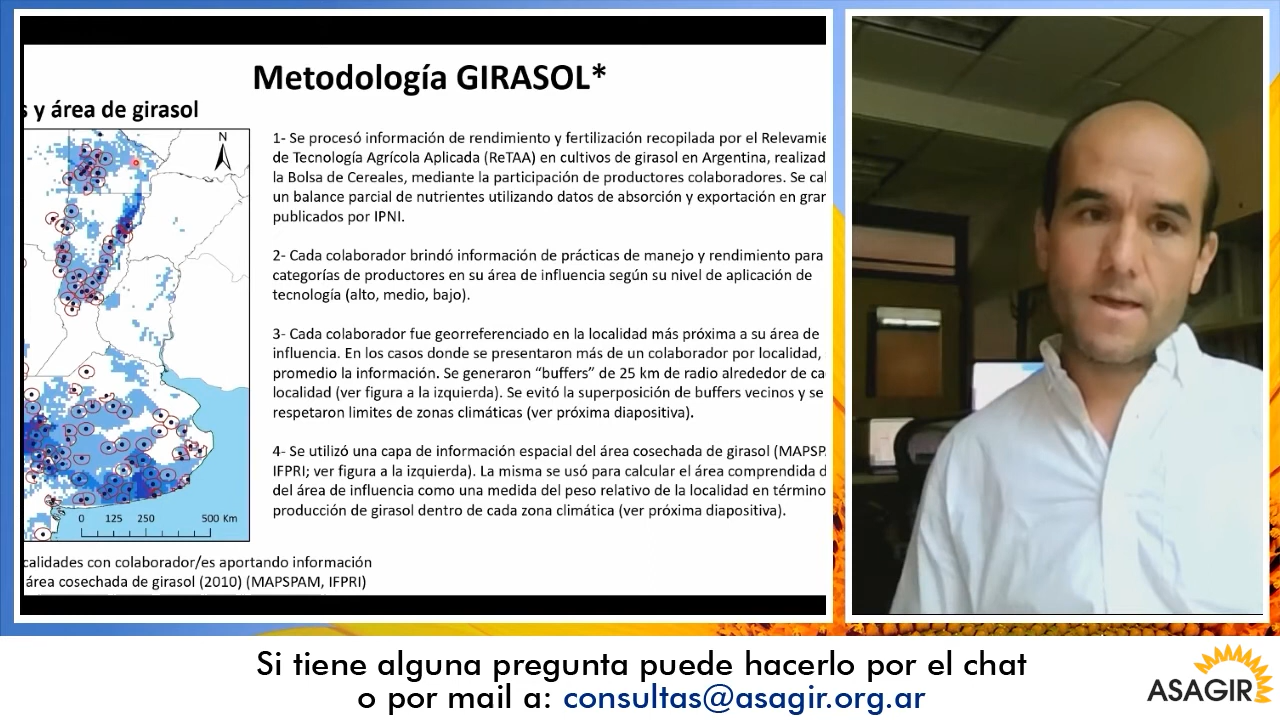 Metodología GIRASOL*
s y área de girasol
N
1- Se procesó información de rendimiento y fertilización recopilada por el Relevamie
de Tecnología Agrícola Aplicada (ReTAA) en cultivos de girasol en Argentina, realizad
la Bolsa de Cereales, mediante la participación de productores colaboradores. Se cal
un balance parcial de nutrientes utilizando datos de absorción y exportación en gran
publicados por IPNI.
2- Cada colaborador brindó información de prácticas de manejo y rendimiento para
categorías de productores en su área de influencia según su nivel de aplicación de
tecnología (alto, medio, bajo).
3- Cada colaborador fue georreferenciado en la localidad más próxima a su área de
influencia. En los casos donde se presentaron más de un colaborador por localidad,
promedio la información. Se generaron “buffers” de 25 km de radio alrededor de ca
localidad (ver figura a la izquierda). Se evitó la superposición de buffers vecinos y se
respetaron limites de zonas climáticas (ver próxima diapositiva).
4- Se utilizó una capa de información espacial del área cosechada de girasol (MAPSP
IFPRI; ver figura a la izquierda). La misma se usó para calcular el área comprendida d
del área de influencia como una medida del peso relativo de la localidad en término
producción de girasol dentro de cada zona climática (ver próxima diapositiva).
0 125 250 500 Km
calidades con colaborador/es aportando información
área cosechada de girasol (2010) (MAPSPAM, IFPRI)
Si tiene alguna pregunta puede hacerlo por el chat
o por mail a: consultas@asagir.org.ar
ASAGIR